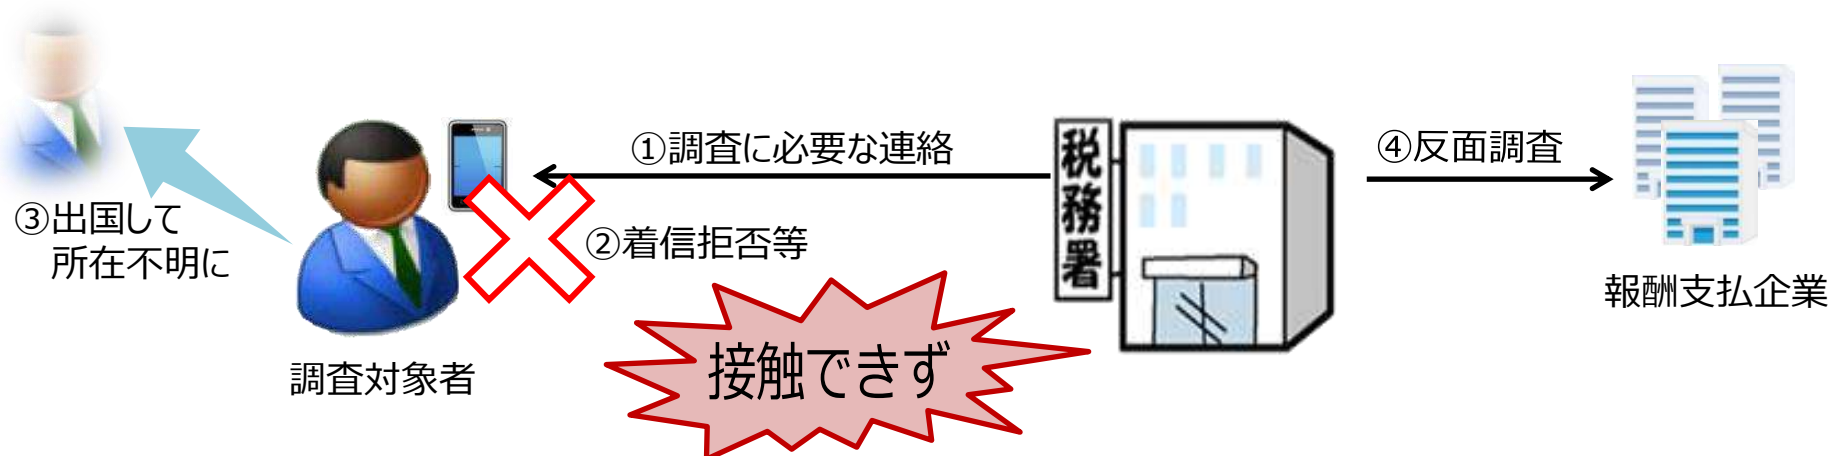 ①調査に必要な連絡
④反面調査
税務署
③出国して
所在不明に
②着信拒否等
報酬支払企業
接触できず
調査対象者